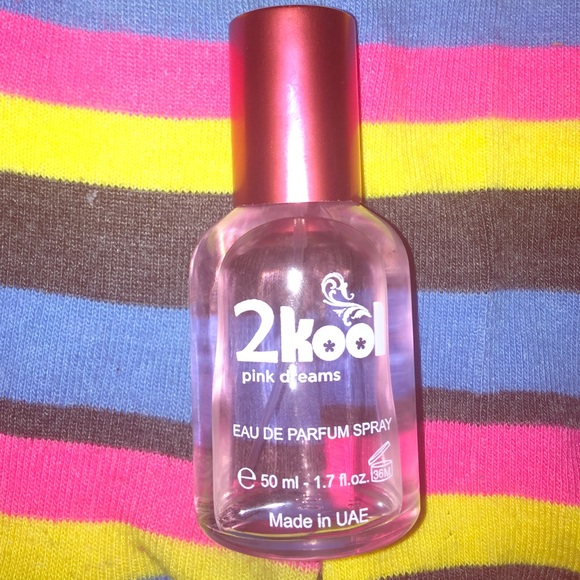 2kool
pink dreams
EAU DE PARFUM SPRAY
℮ 50 ml - 1.7 fl.oz. 36M
Made in UAE